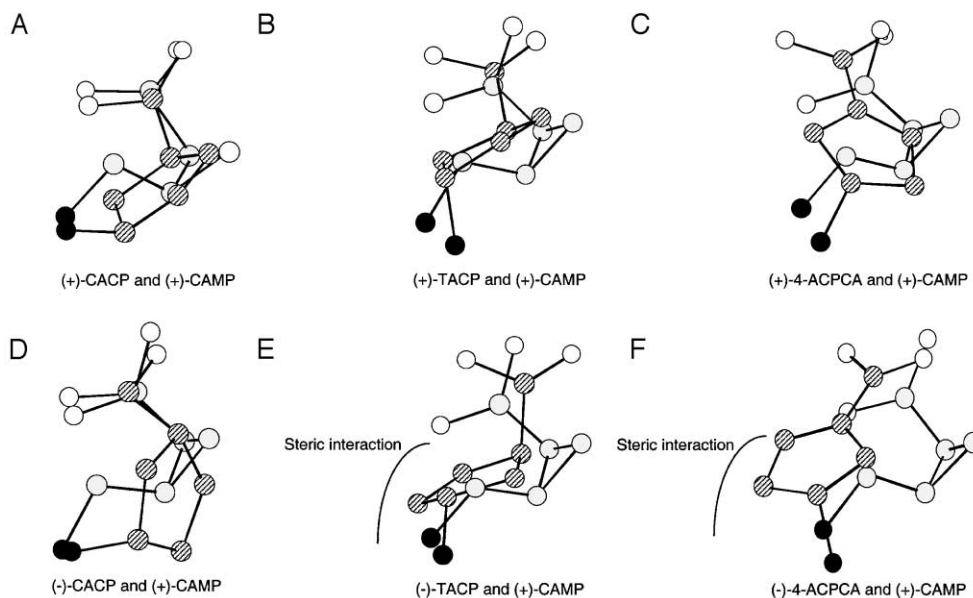 A
B
C
(+)-CACP and (+)-CAMP
(+)-TACP and (+)-CAMP
(+)-4-ACPCA and (+)-CAMP
D
E
F
Steric interaction
Steric interaction
(-)-CACP and (+)-CAMP
(-)-TACP and (+)-CAMP
(-)-4-ACPCA and (+)-CAMP